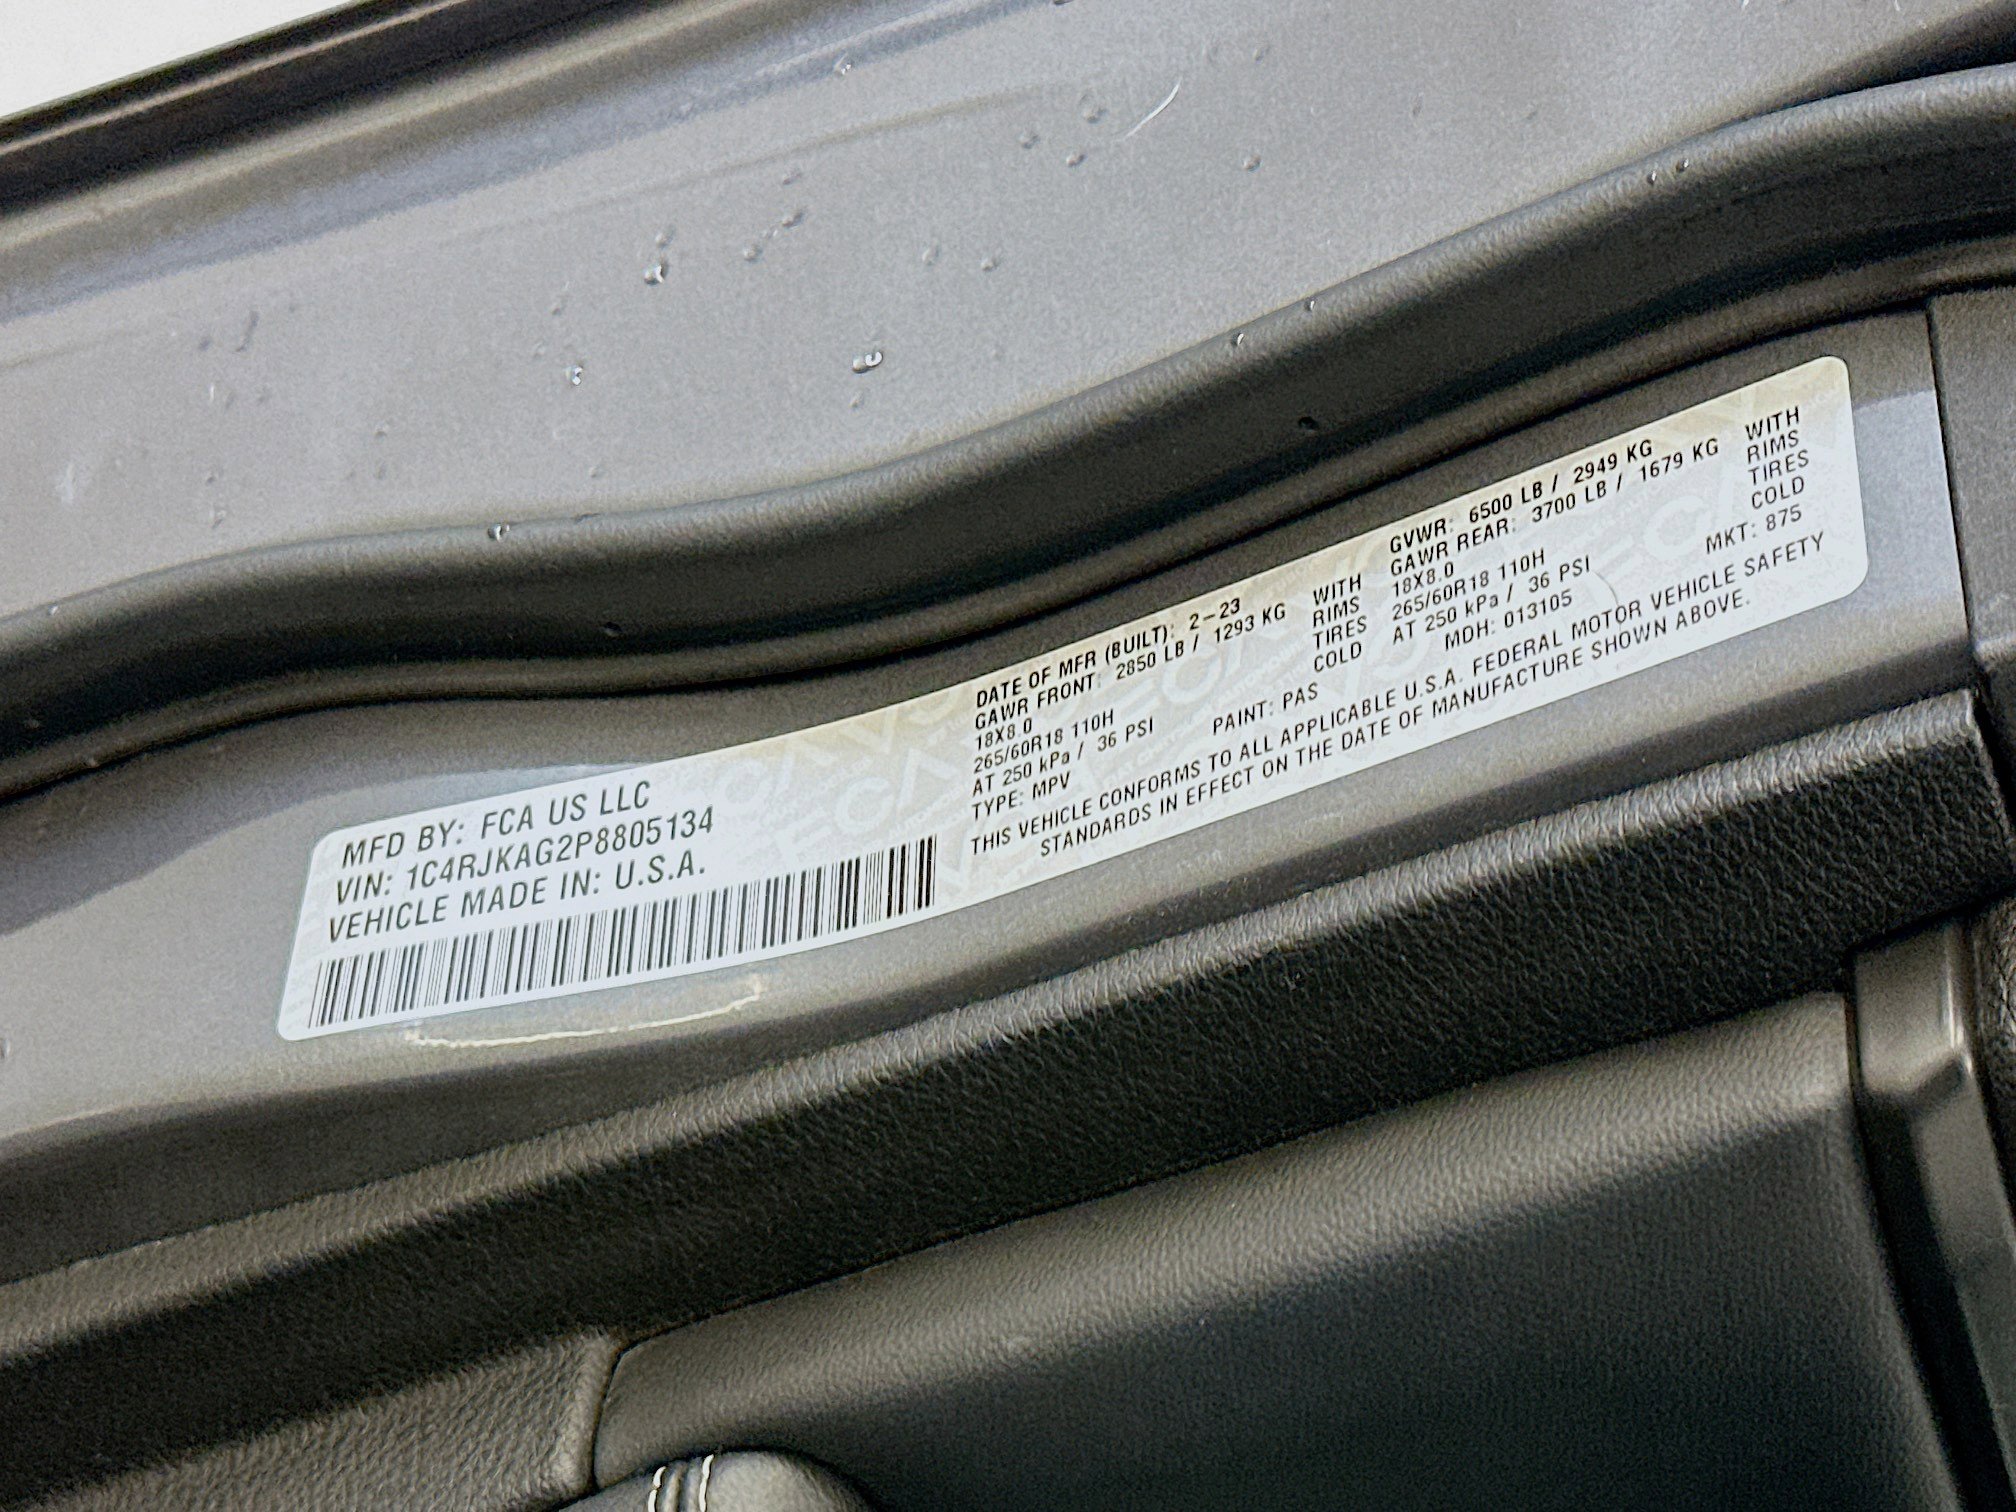 MFD BY: FCA US LLC
VIN: 1C4RJKAG2P8805134
VEHICLE MADE IN: U.S.A.
DATE OF MFR (BUILT): 2-23 GVWR: 6500 LB / 2949 KG
GAWR FRONT: 2850 LB / 1293 KG WITH GAWR REAR: 3700 LB / 1679 KG WITH
18X8.0 RIMS 18X8.0 RIMS
265/60R18 110H TIRES 265/60R18 110H TIRES
AT 250 kPa / 36 PSI COLD AT 250 kPa / 36 PSI COLD
TYPE: MPV PAINT: PAS MDH: 013105 MKT: 875
THIS VEHICLE CONFORMS TO ALL APPLICABLE U.S.A. FEDERAL MOTOR VEHICLE SAFETY
STANDARDS IN EFFECT ON THE DATE OF MANUFACTURE SHOWN ABOVE.